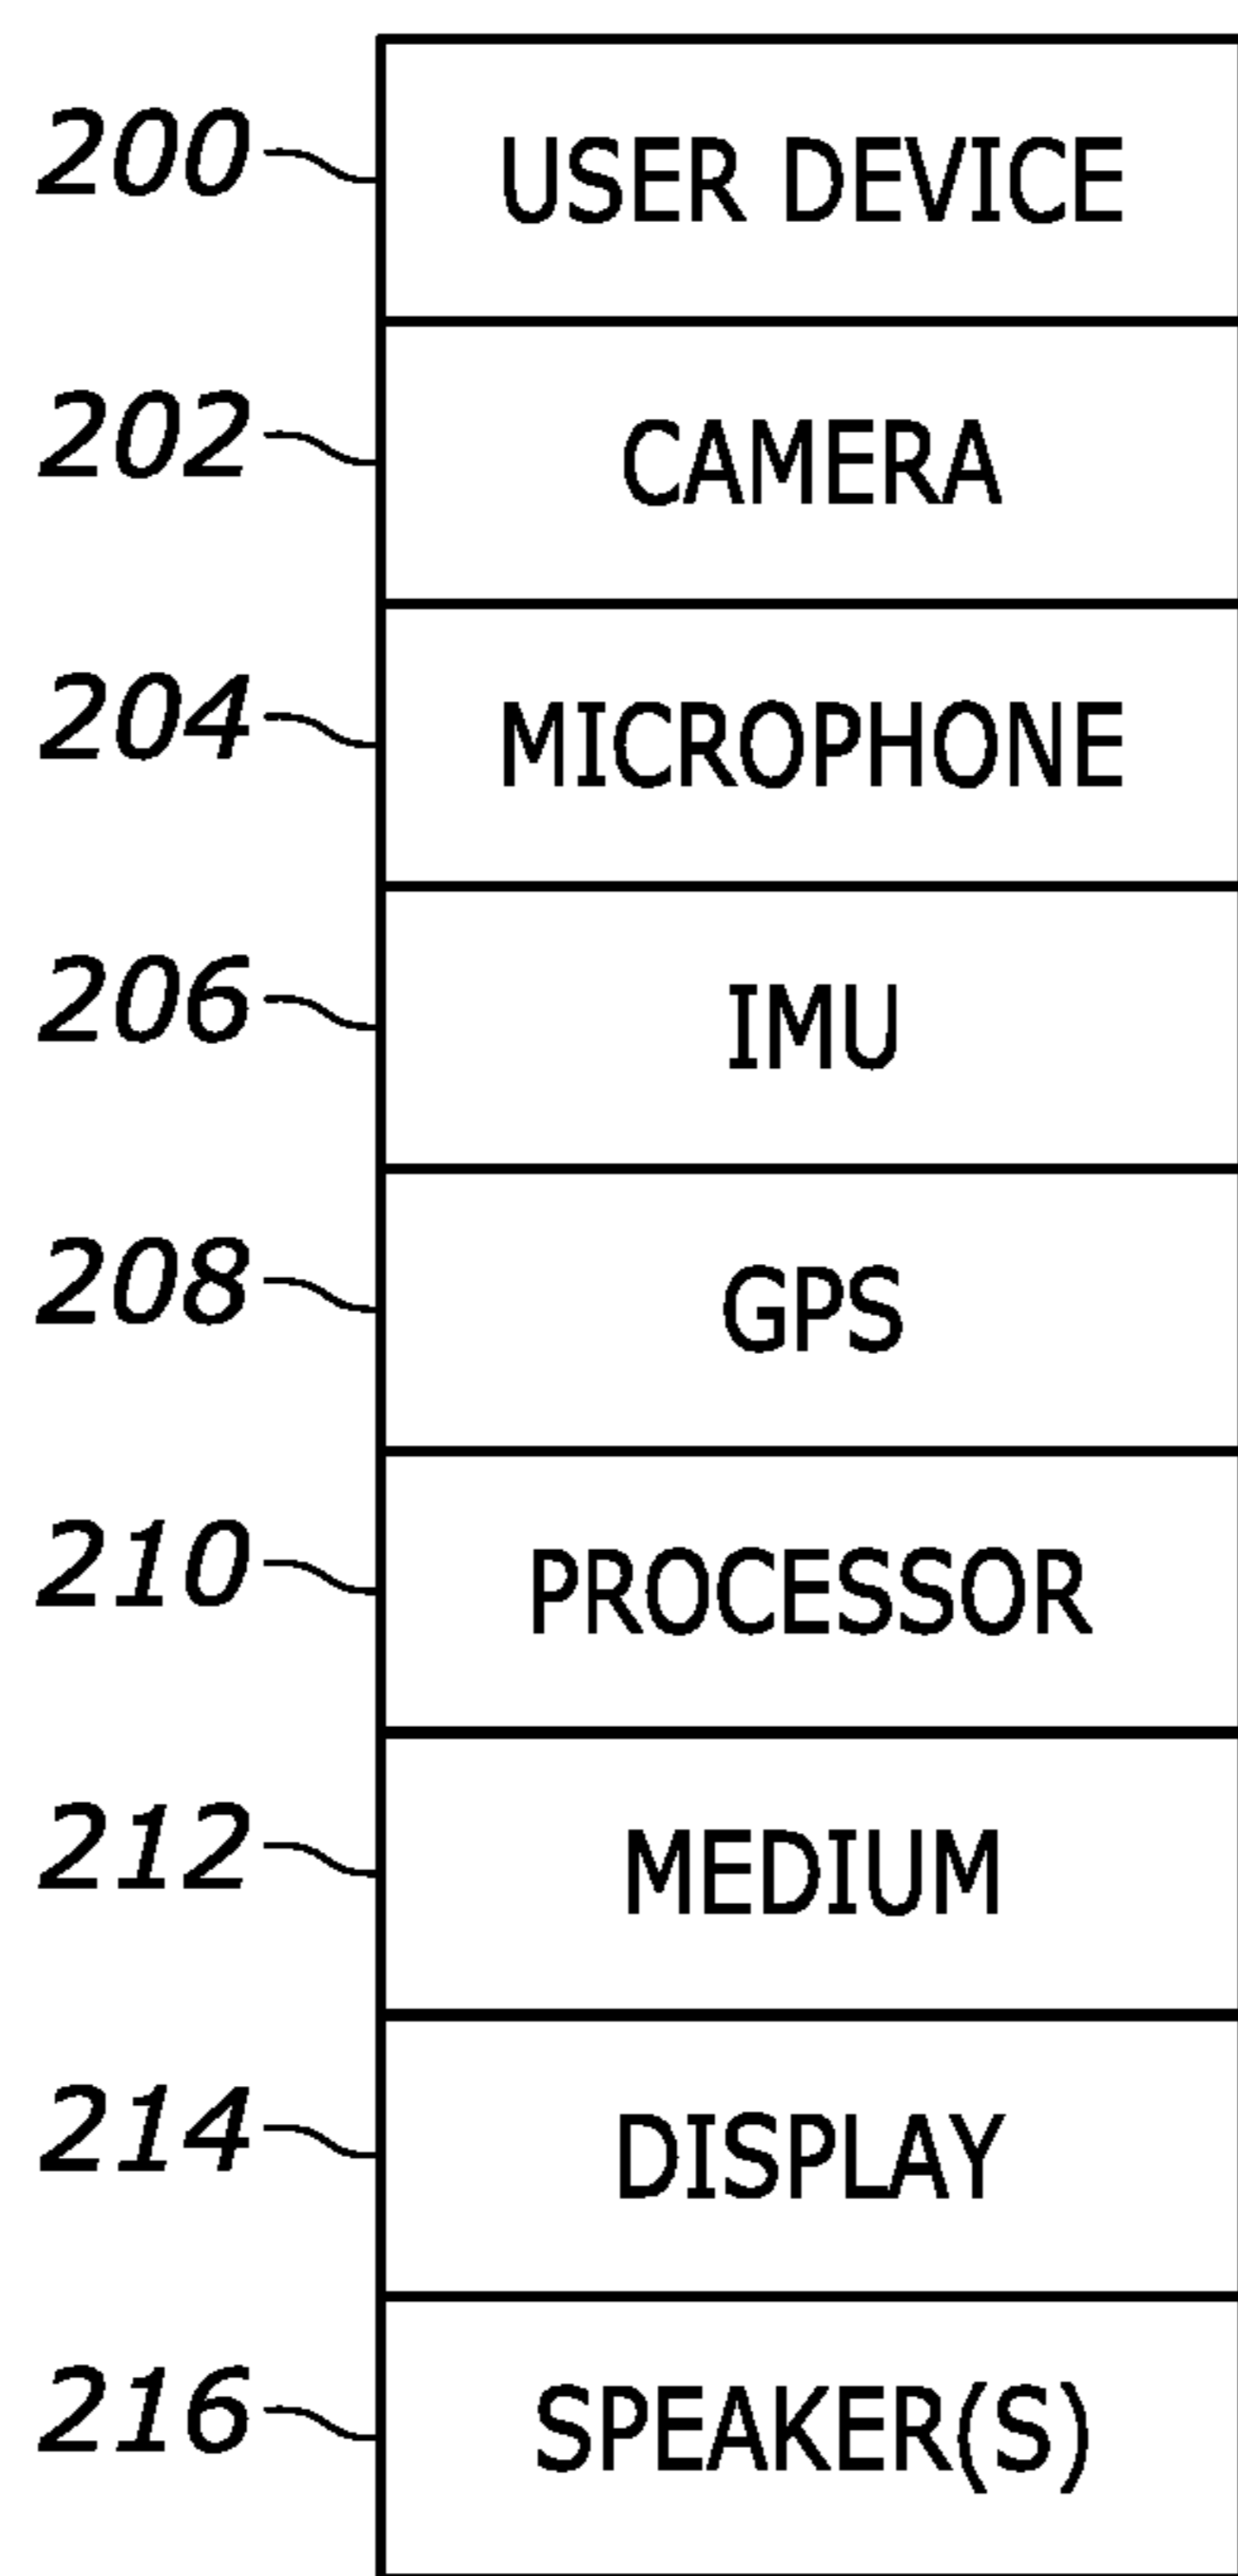 200 USER DEVICE
202 CAMERA
204 MICROPHONE
206 IMU
208 GPS
210 PROCESSOR
212 MEDIUM
214 DISPLAY
216 SPEAKER(S)